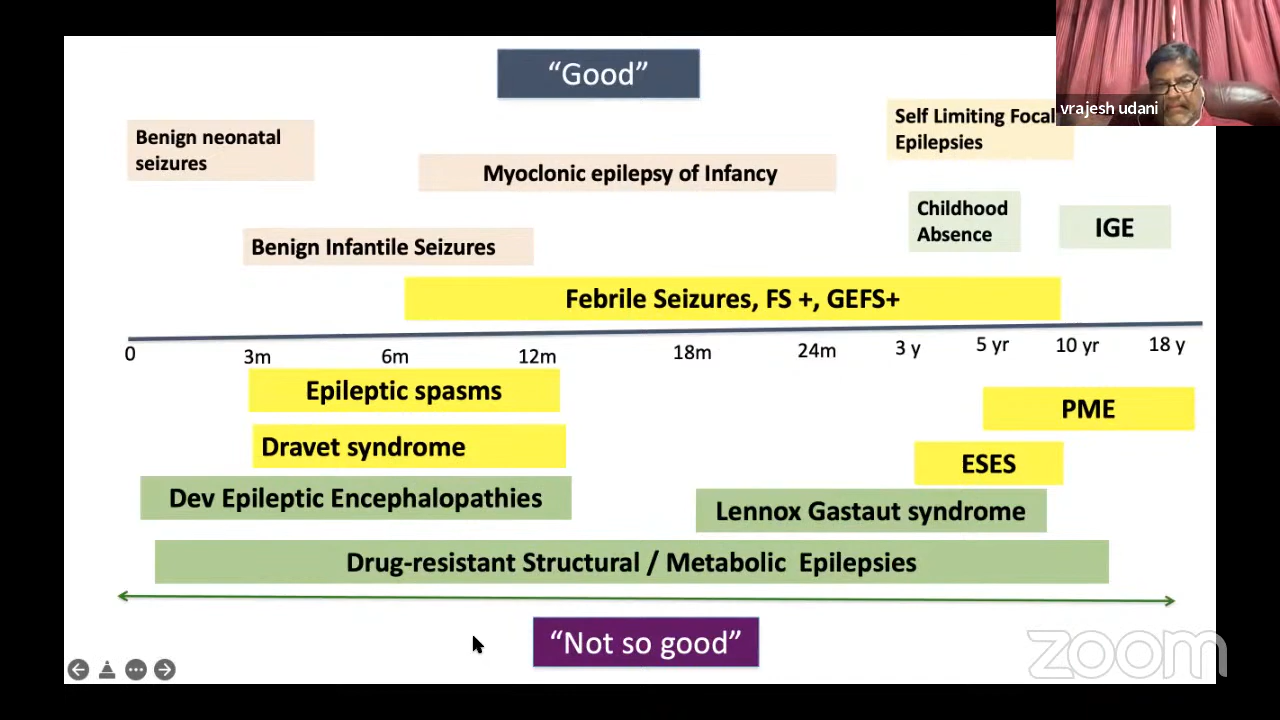 “Good”
vrajesh udani
Self Limiting Focal
Epilepsies
Benign neonatal
seizures
Myoclonic epilepsy of Infancy
Childhood
Absence
IGE
Benign Infantile Seizures
Febrile Seizures, FS +, GEFS+
0
3m
6m
12m
18m
24m
3 y
5 yr
10 yr
18 y
Epileptic spasms
PME
Dravet syndrome
ESES
Dev Epileptic Encephalopathies
Lennox Gastaut syndrome
Drug-resistant Structural / Metabolic Epilepsies
“Not so good”
zoom